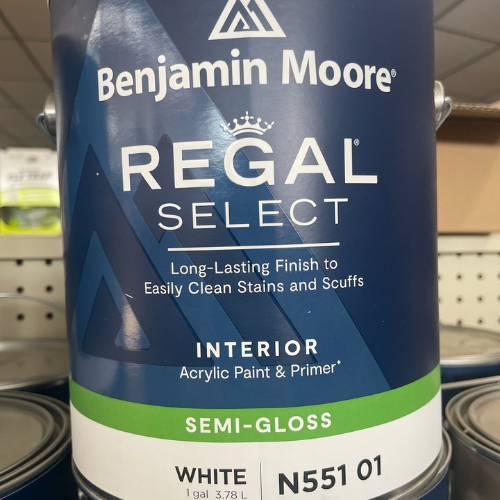 Benjamin Moore®
REGAL®
SELECT
Long-Lasting Finish to
Easily Clean Stains and Scuffs
INTERIOR
Acrylic Paint & Primer*
SEMI-GLOSS
WHITE
1 gal 3.78 L
N551 01